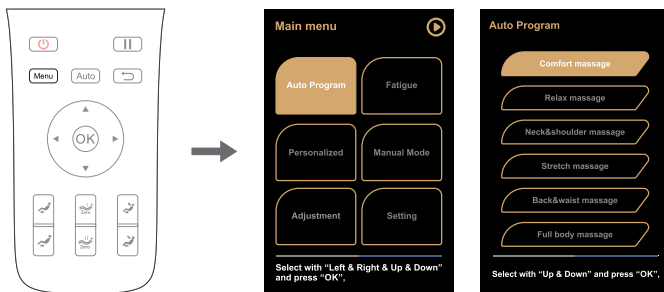 Menu
Auto
OK
Zero
Zero
Main menu
Auto Program
Fatigue
Personalized
Manual Mode
Adjustment
Setting
Select with “Left & Right & Up & Down”
and press “OK”,
Auto Program
Comfort massage
Relax massage
Neck&shoulder massage
Stretch massage
Back&waist massage
Full body massage
Select with “Up & Down” and press “OK”,